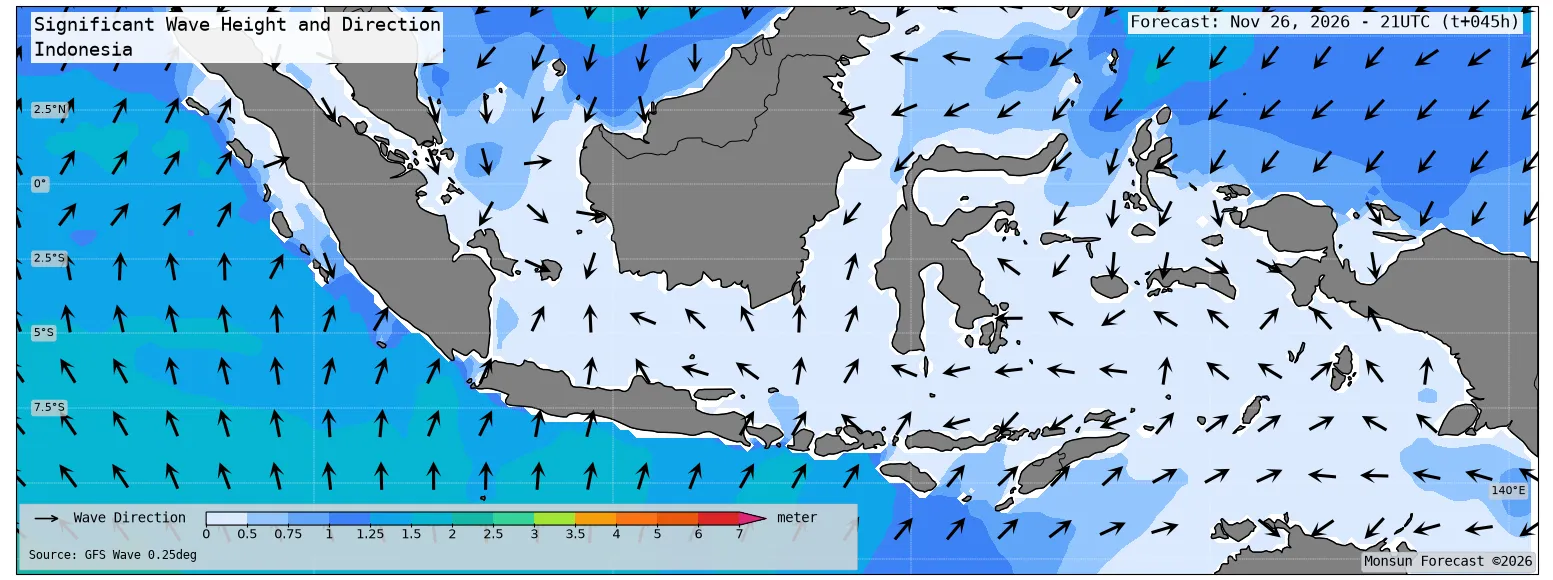 Significant Wave Height and Direction
Indonesia
Forecast: Nov 26, 2026 - 21UTC (t+045h)
2.5°N
0°
2.5°S
5°S
7.5°S
140°E
Wave Direction
0 0.5 0.75 1 1.25 1.5 2 2.5 3 3.5 4 5 6 7
meter
Source: GFS Wave 0.25deg
Monsun Forecast ©2026